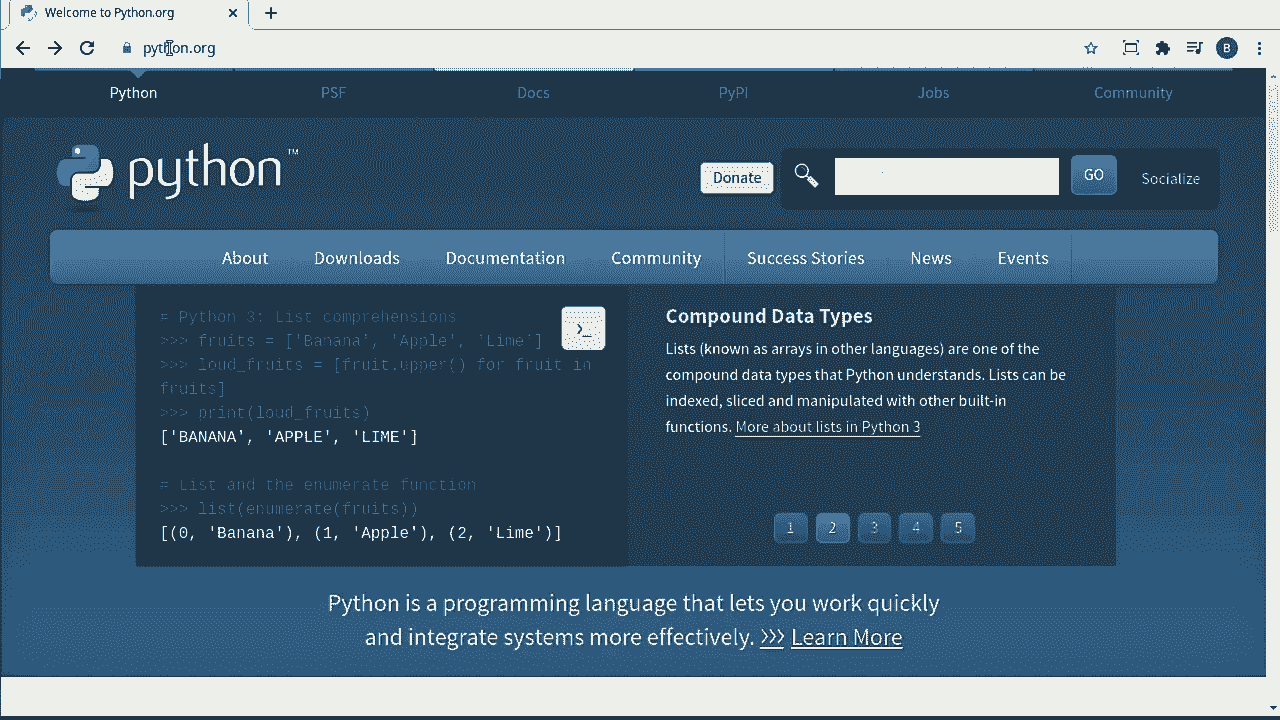 Welcome to Python.org
python.org
B
Python PSF Docs PyPI Jobs Community
python™
Donate
GO
Socialize
About Downloads Documentation Community Success Stories News Events
# Python 3: List comprehensions
>>> fruits = ['Banana', 'Apple', 'Lime']
>>> loud_fruits = [fruit.upper() for fruit in
fruits]
>>> print(loud_fruits)
['BANANA', 'APPLE', 'LIME']
# List and the enumerate function
>>> list(enumerate(fruits))
[(0, 'Banana'), (1, 'Apple'), (2, 'Lime')]
>_
Compound Data Types
Lists (known as arrays in other languages) are one of the
compound data types that Python understands. Lists can be
indexed, sliced and manipulated with other built-in
functions. More about lists in Python 3
1 2 3 4 5
Python is a programming language that lets you work quickly
and integrate systems more effectively. >>> Learn More